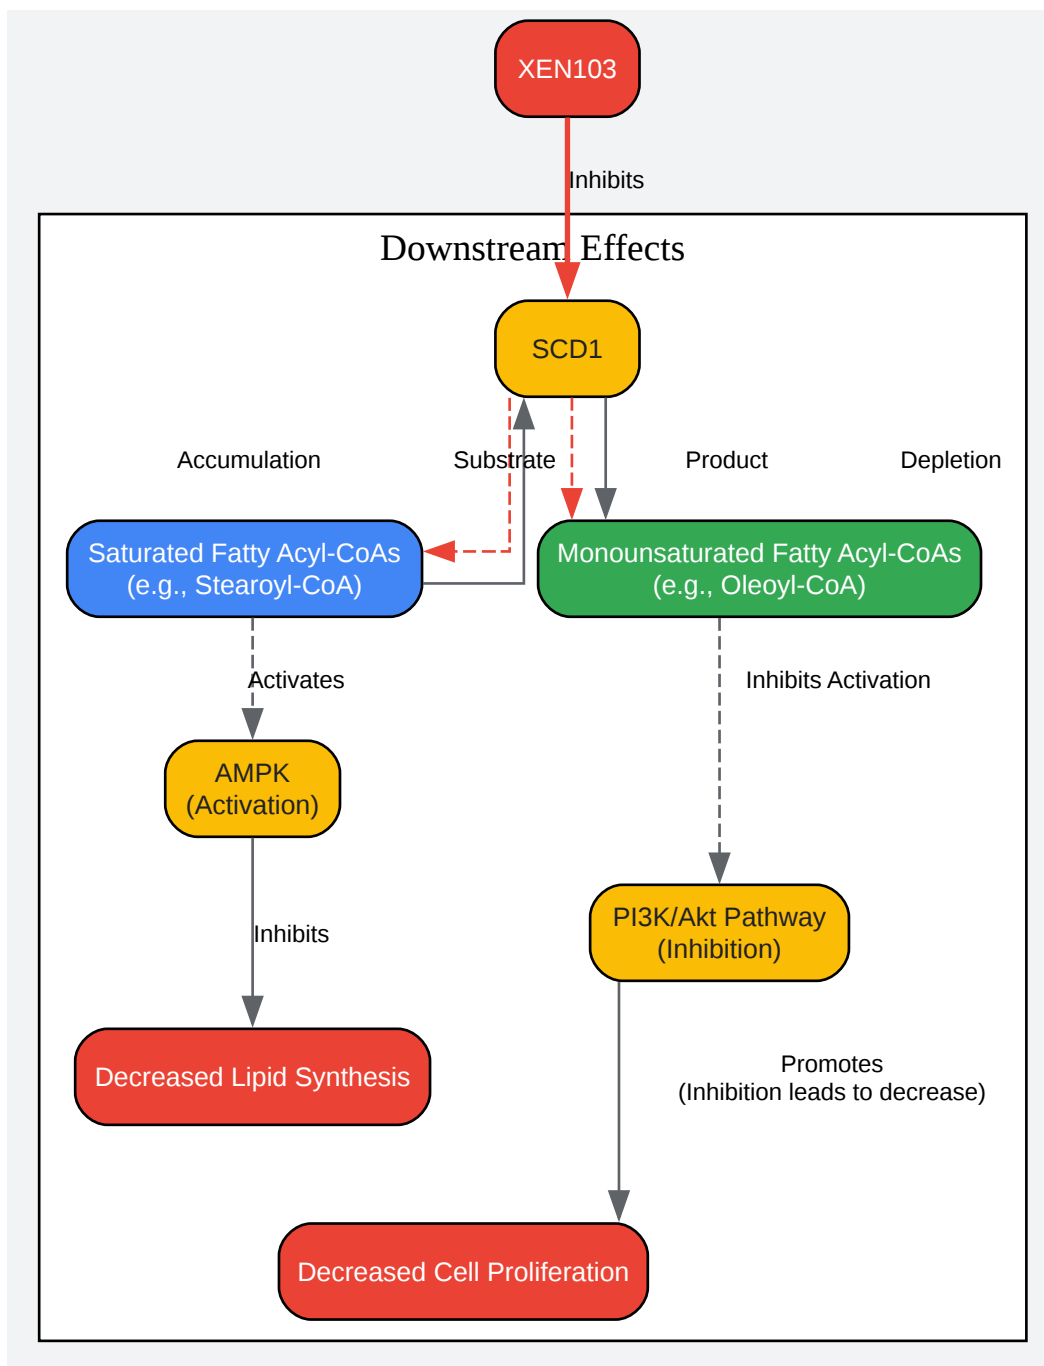 XEN103
Inhibits
Downstream Effects
SCD1
Accumulation
Substrate
Product
Depletion
Saturated Fatty Acyl-CoAs
(e.g., Stearoyl-CoA)
Monounsaturated Fatty Acyl-CoAs
(e.g., Oleoyl-CoA)
Activates
Inhibits Activation
AMPK
(Activation)
PI3K/Akt Pathway
(Inhibition)
Inhibits
Decreased Lipid Synthesis
Promotes
(Inhibition leads to decrease)
Decreased Cell Proliferation